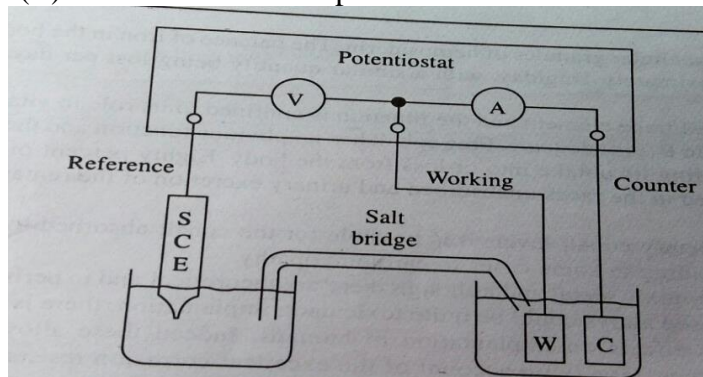 Potentiostat
V
A
Reference
Working
Counter
S
C
E
Salt
bridge
W
C